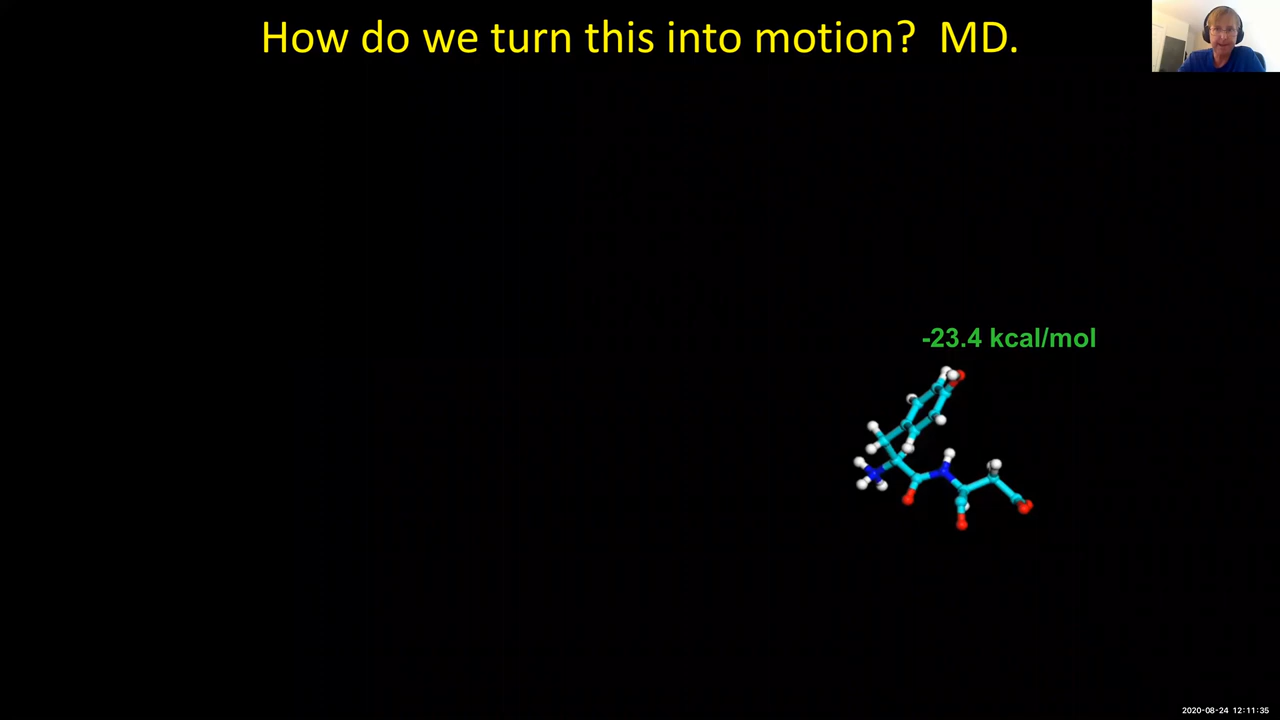 How do we turn this into motion?  MD.
-23.4 kcal/mol
2020-08-24 12:11:35